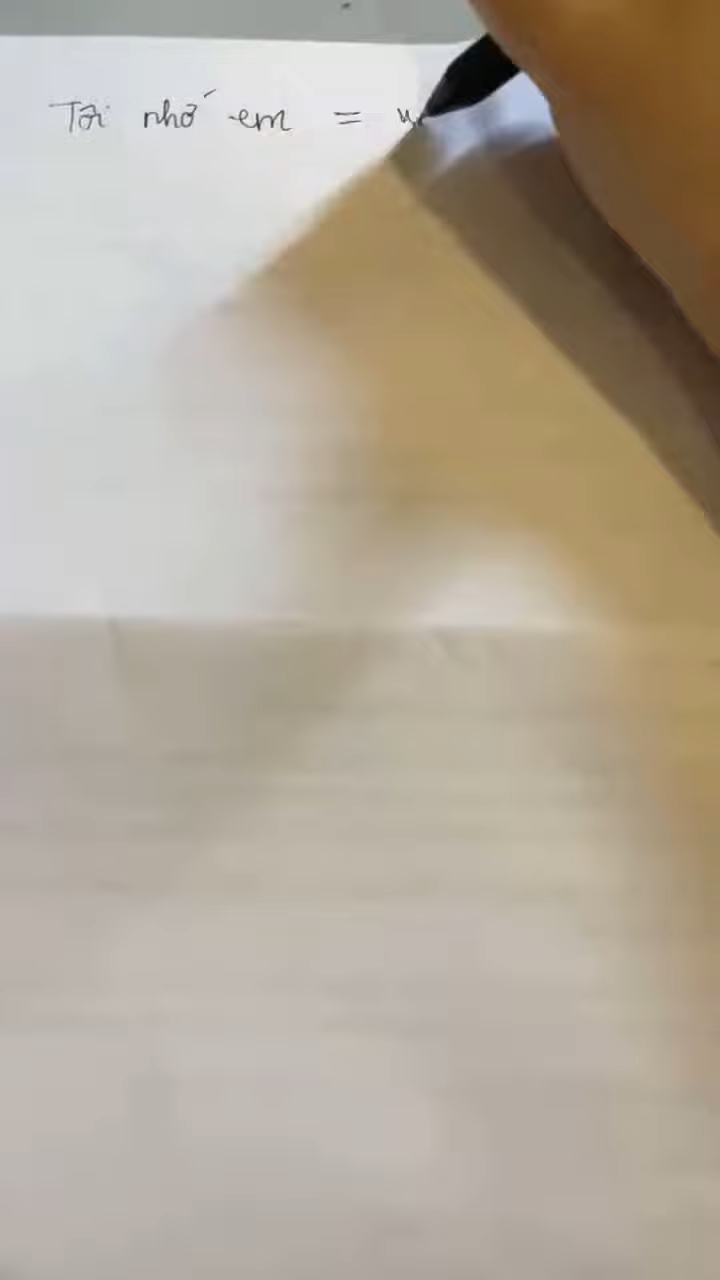 Tôi nhớ em =